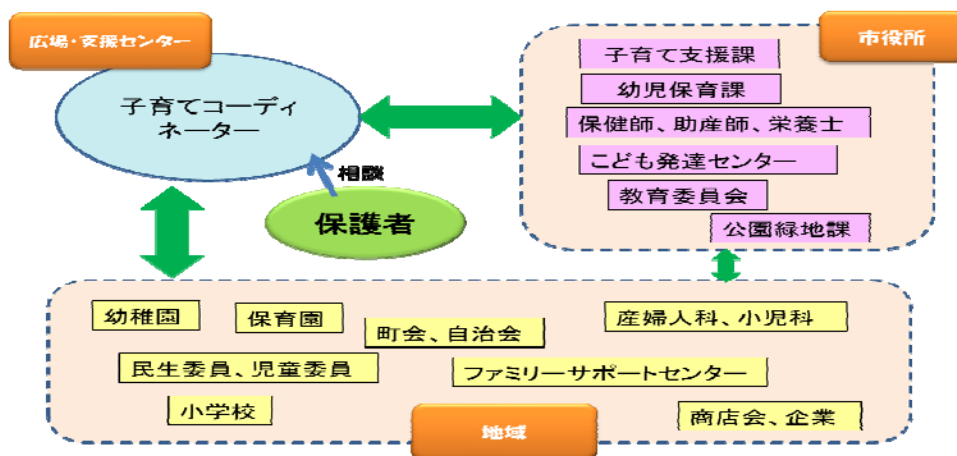 広場・支援センター
市役所
子育てコーディ
ネーター
相談
保護者
子育て支援課
幼児保育課
保健師、助産師、栄養士
こども発達センター
教育委員会
公園緑地課
幼稚園
保育園
町会、自治会
産婦人科、小児科
民生委員、児童委員
ファミリーサポートセンター
小学校
商店会、企業
地域